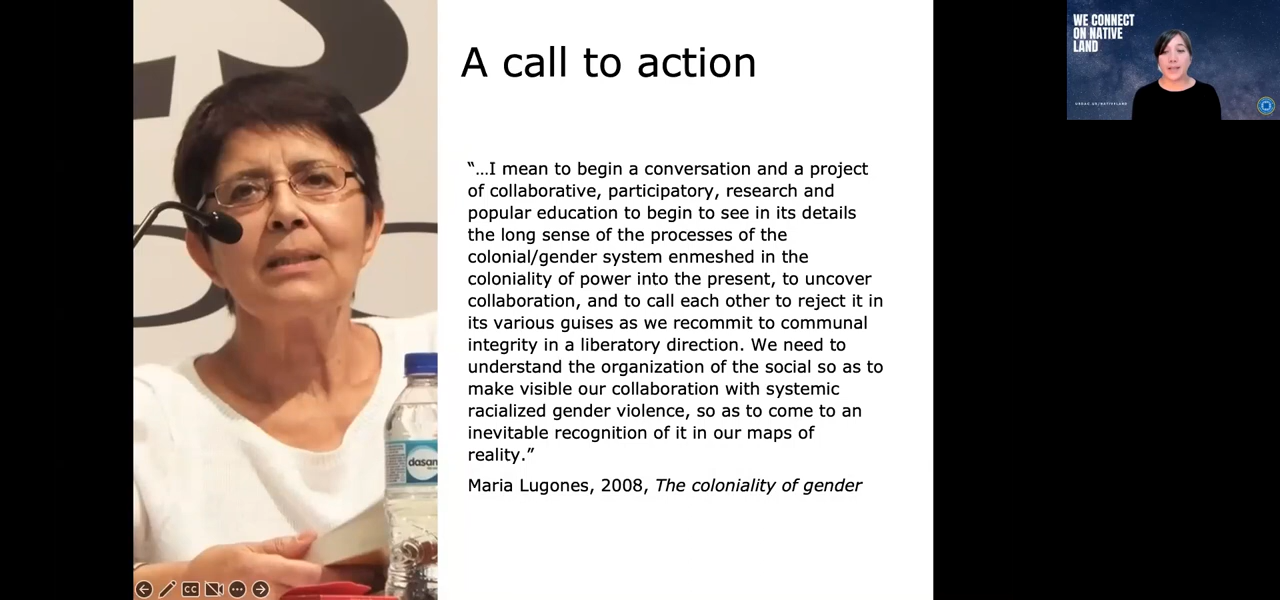 A call to action
“…I mean to begin a conversation and a project
of collaborative, participatory, research and
popular education to begin to see in its details
the long sense of the processes of the
colonial/gender system enmeshed in the
coloniality of power into the present, to uncover
collaboration, and to call each other to reject it in
its various guises as we recommit to communal
integrity in a liberatory direction. We need to
understand the organization of the social so as to
make visible our collaboration with systemic
racialized gender violence, so as to come to an
inevitable recognition of it in our maps of
reality.”
Maria Lugones, 2008, The coloniality of gender
dasan
CC
WE CONNECT
ON NATIVE
LAND